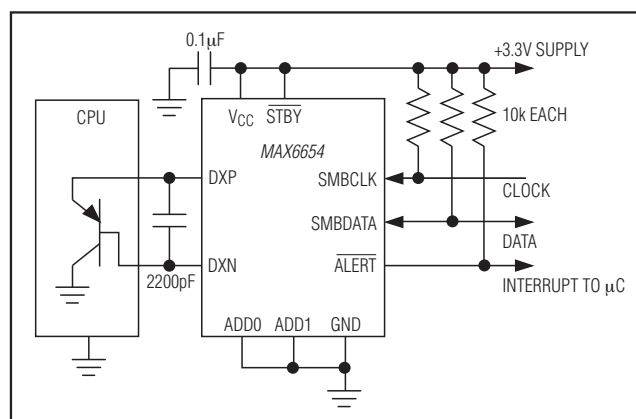 0.1μF
+3.3V SUPPLY
CPU
VCC
STBY
10k EACH
MAX6654
DXP
SMBCLK
CLOCK
SMBDATA
DATA
2200pF
DXN
ALERT
INTERRUPT TO μC
ADD0 ADD1 GND